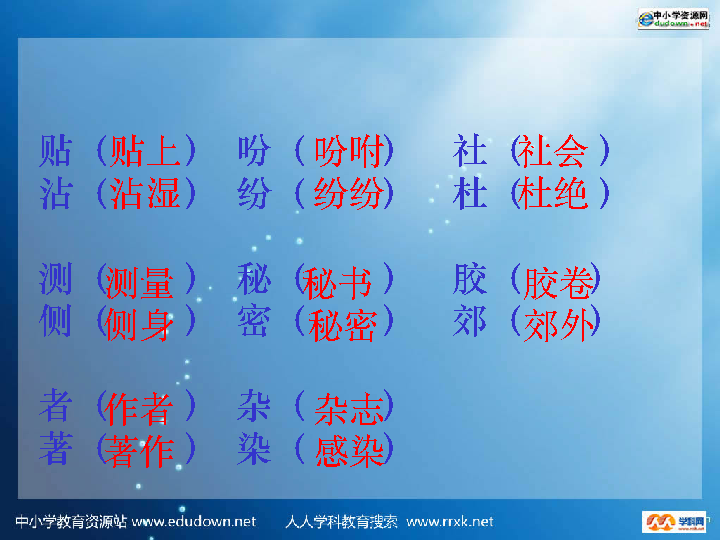 中小学资源网
edudown.net
贴（贴上） 吩（吩咐） 社（社会）
沾（沾湿） 纷（纷纷） 杜（杜绝）
测（测量） 秘（秘书） 胶（胶卷）
侧（侧身） 密（秘密） 郊（郊外）
者（作者） 杂（杂志）
著（著作） 染（感染）
中小学教育资源站 www.edudown.net 人人学科教育搜索 www.rrxk.net
学科网